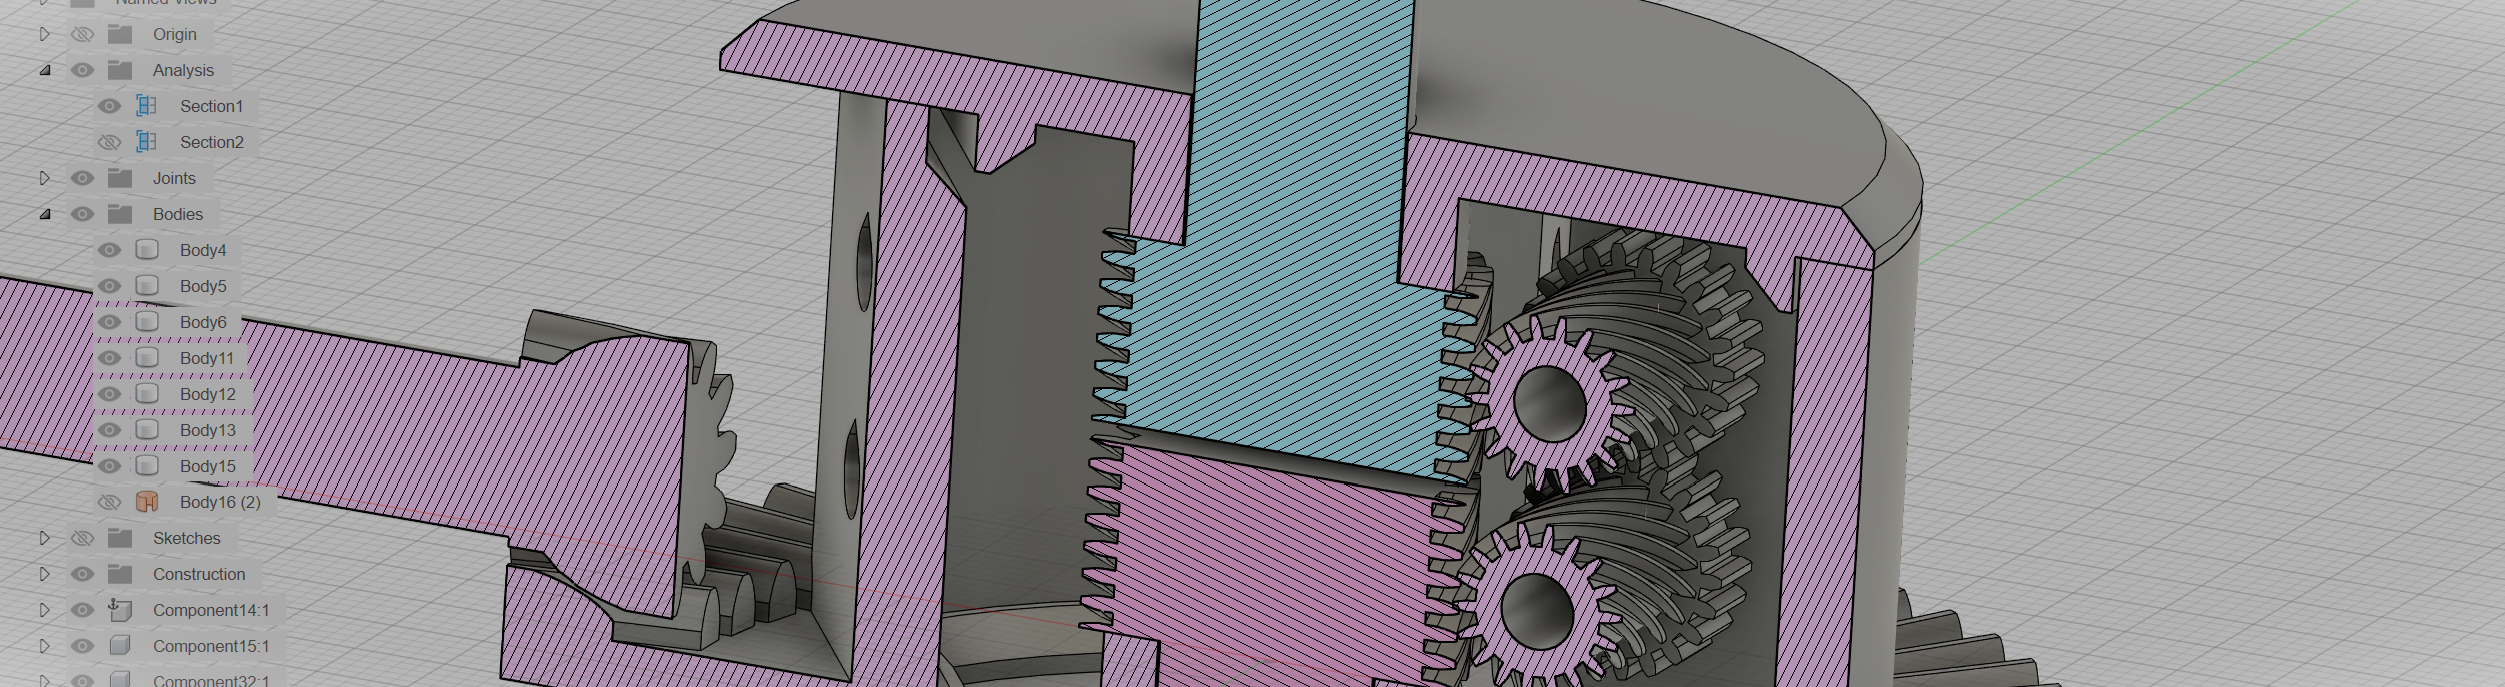 Named Views
Origin
Analysis
Section1
Section2
Joints
Bodies
Body4
Body5
Body6
Body11
Body12
Body13
Body15
Body16 (2)
Sketches
Construction
Component14:1
Component15:1
Component32:1